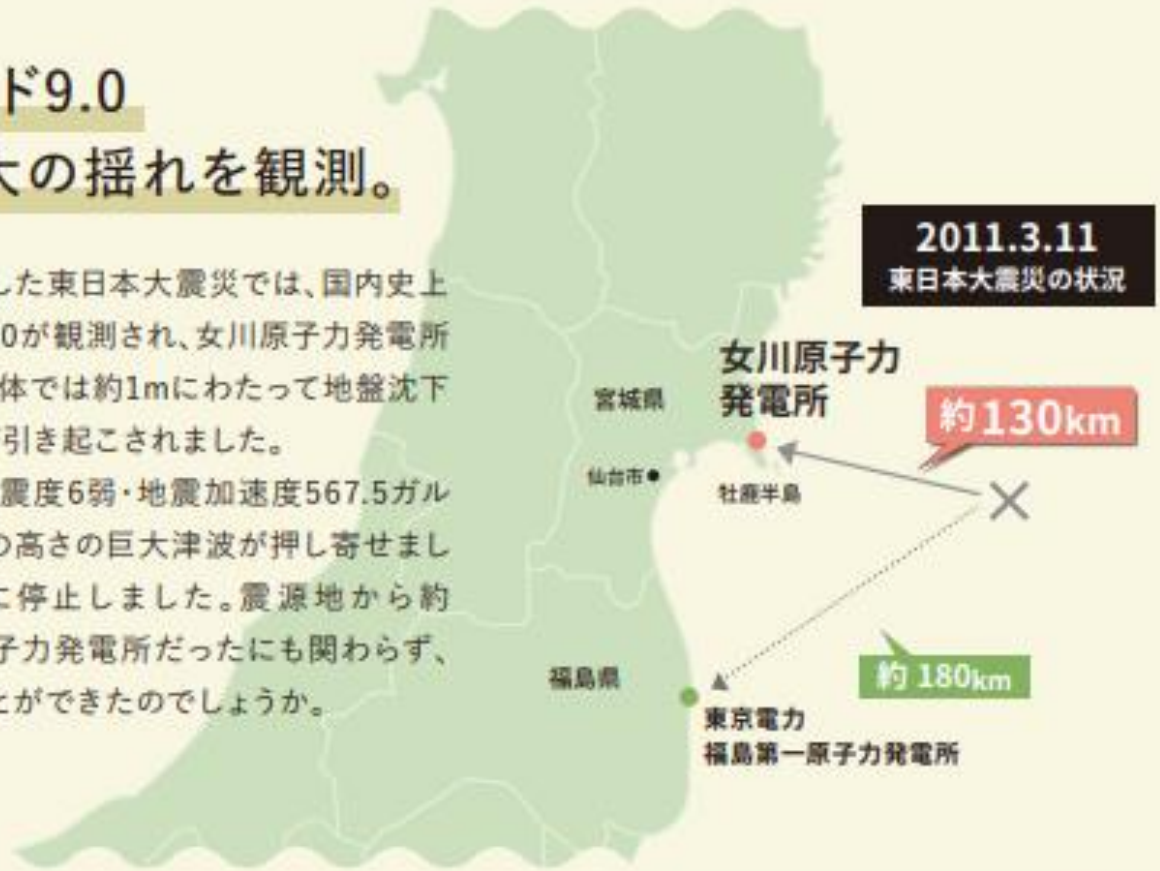 ド9.0
大の揺れを観測。
した東日本大震災では、国内史上
0が観測され、女川原子力発電所
体では約1mにわたって地盤沈下
引き起こされました。
震度6弱・地震加速度567.5ガル
の高さの巨大津波が押し寄せまし
に停止しました。震源地から約
子力発電所だったにも関わらず、
とができたのでしょうか。
2011.3.11
東日本大震災の状況
女川原子力
発電所
宮城県
約130km
仙台市
牡鹿半島
約 180km
福島県
東京電力
福島第一原子力発電所